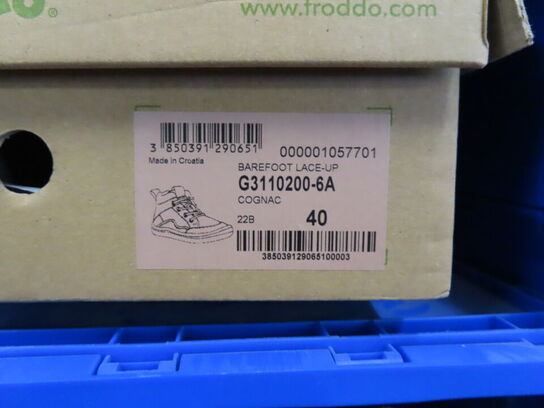 www.froddo.com
3 850391 290651
000001057701
Made in Croatia
BAREFOOT LACE-UP
G3110200-6A
COGNAC
22B
40
385039129065100003